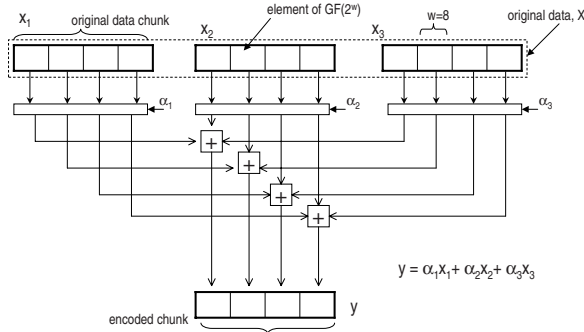 original data chunk
element of GF(2ʷ)
original data, X
x₁
x₂
x₃
w=8
α₁
α₂
α₃
+
+
+
+
y = α₁x₁+ α₂x₂+ α₃x₃
encoded chunk
y